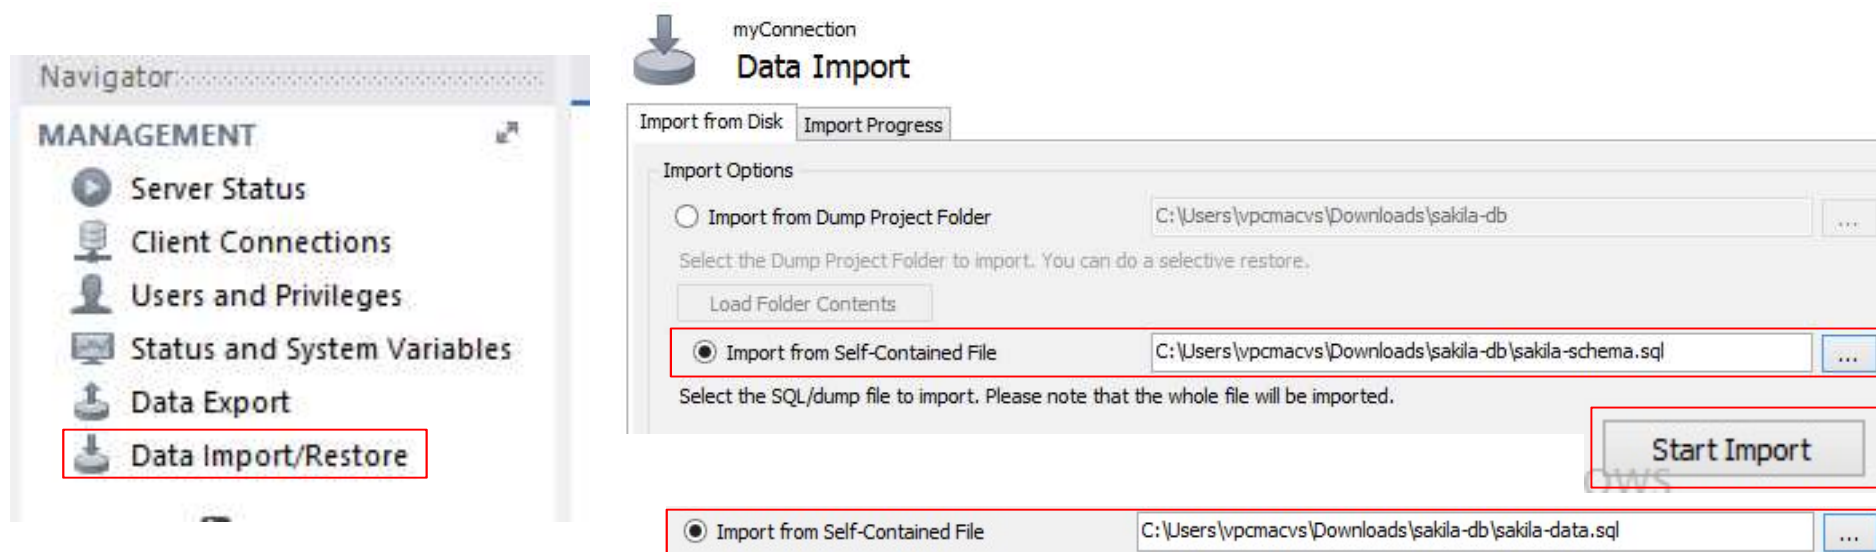 Navigator
MANAGEMENT
Server Status
Client Connections
Users and Privileges
Status and System Variables
Data Export
Data Import/Restore
myConnection
Data Import
Import from Disk
Import Progress
Import Options
Import from Dump Project Folder
C:\Users\vpcmacvs\Downloads\sakila-db
...
Select the Dump Project Folder to import. You can do a selective restore.
Load Folder Contents
Import from Self-Contained File
C:\Users\vpcmacvs\Downloads\sakila-db\sakila-schema.sql
...
Select the SQL/dump file to import. Please note that the whole file will be imported.
Start Import
ows
Import from Self-Contained File
C:\Users\vpcmacvs\Downloads\sakila-db\sakila-data.sql
...